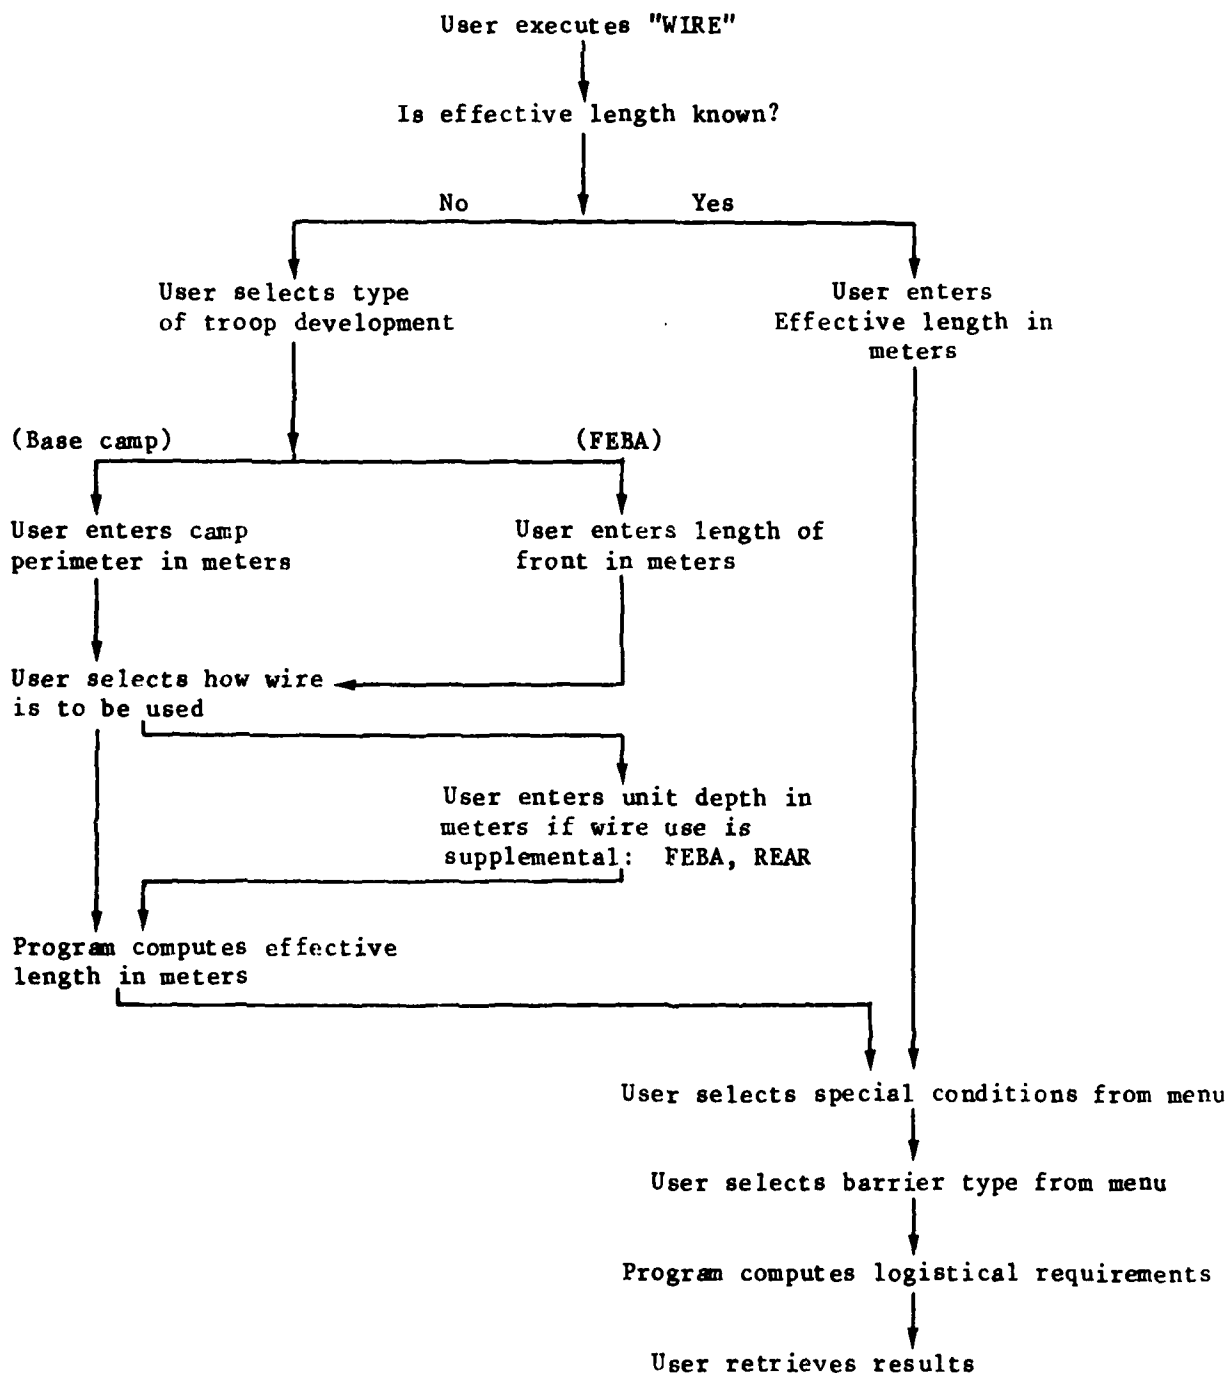 User executes "WIRE"
Is effective length known?
No
Yes
User selects type
of troop development
User enters
Effective length in
meters
(Base camp)
(FEBA)
User enters camp
perimeter in meters
User enters length of
front in meters
User selects how wire
is to be used
User enters unit depth in
meters if wire use is
supplemental: FEBA, REAR
Program computes effective
length in meters
User selects special conditions from menu
User selects barrier type from menu
Program computes logistical requirements
User retrieves results